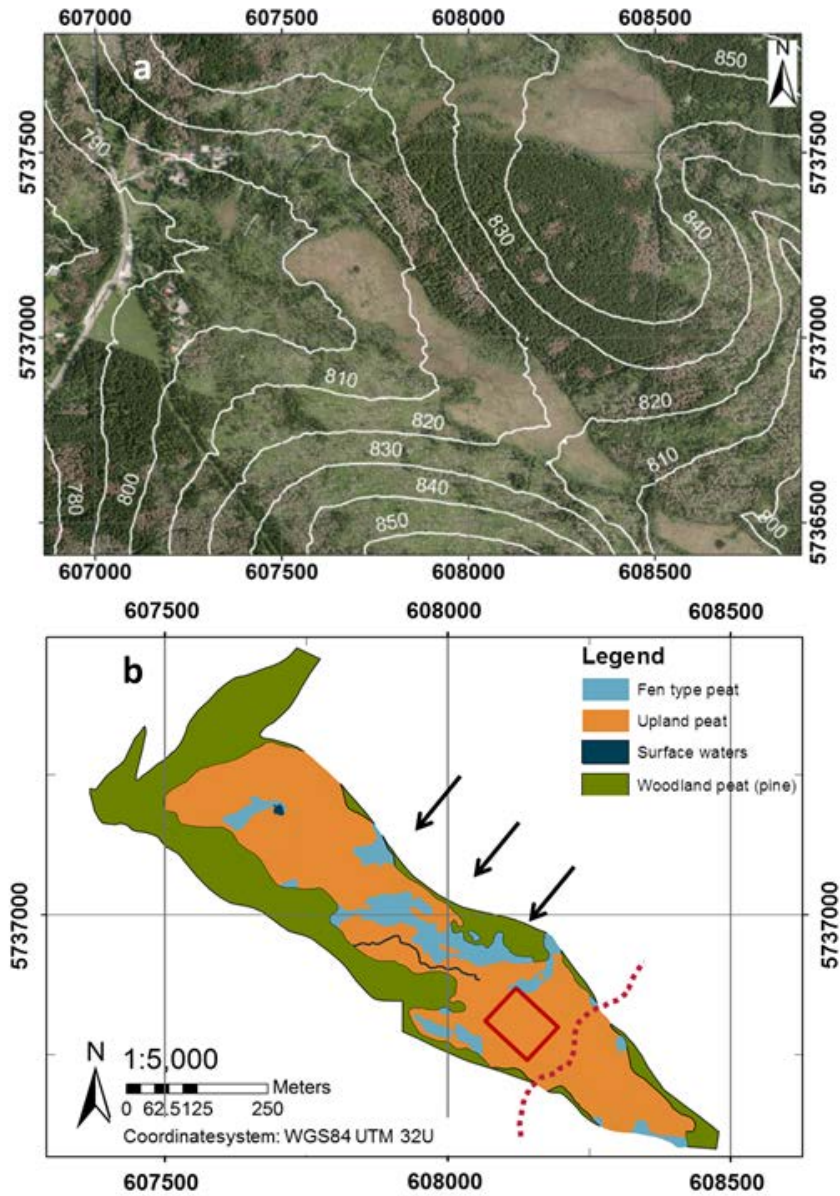 607000 607500 608000 608500
a
N
850
790
5737500
5737500
830
840
5737000
5737000
810
820
820
830
810
840
780
800
850
800
5736500
5736500
607000 607500 608000 608500
607500 608000 608500
b
Legend
Fen type peat
Upland peat
Surface waters
Woodland peat (pine)
5737000
5737000
N
1:5,000
Meters
0 62.5 125 250
Coordinatesystem: WGS84 UTM 32U
607500 608000 608500